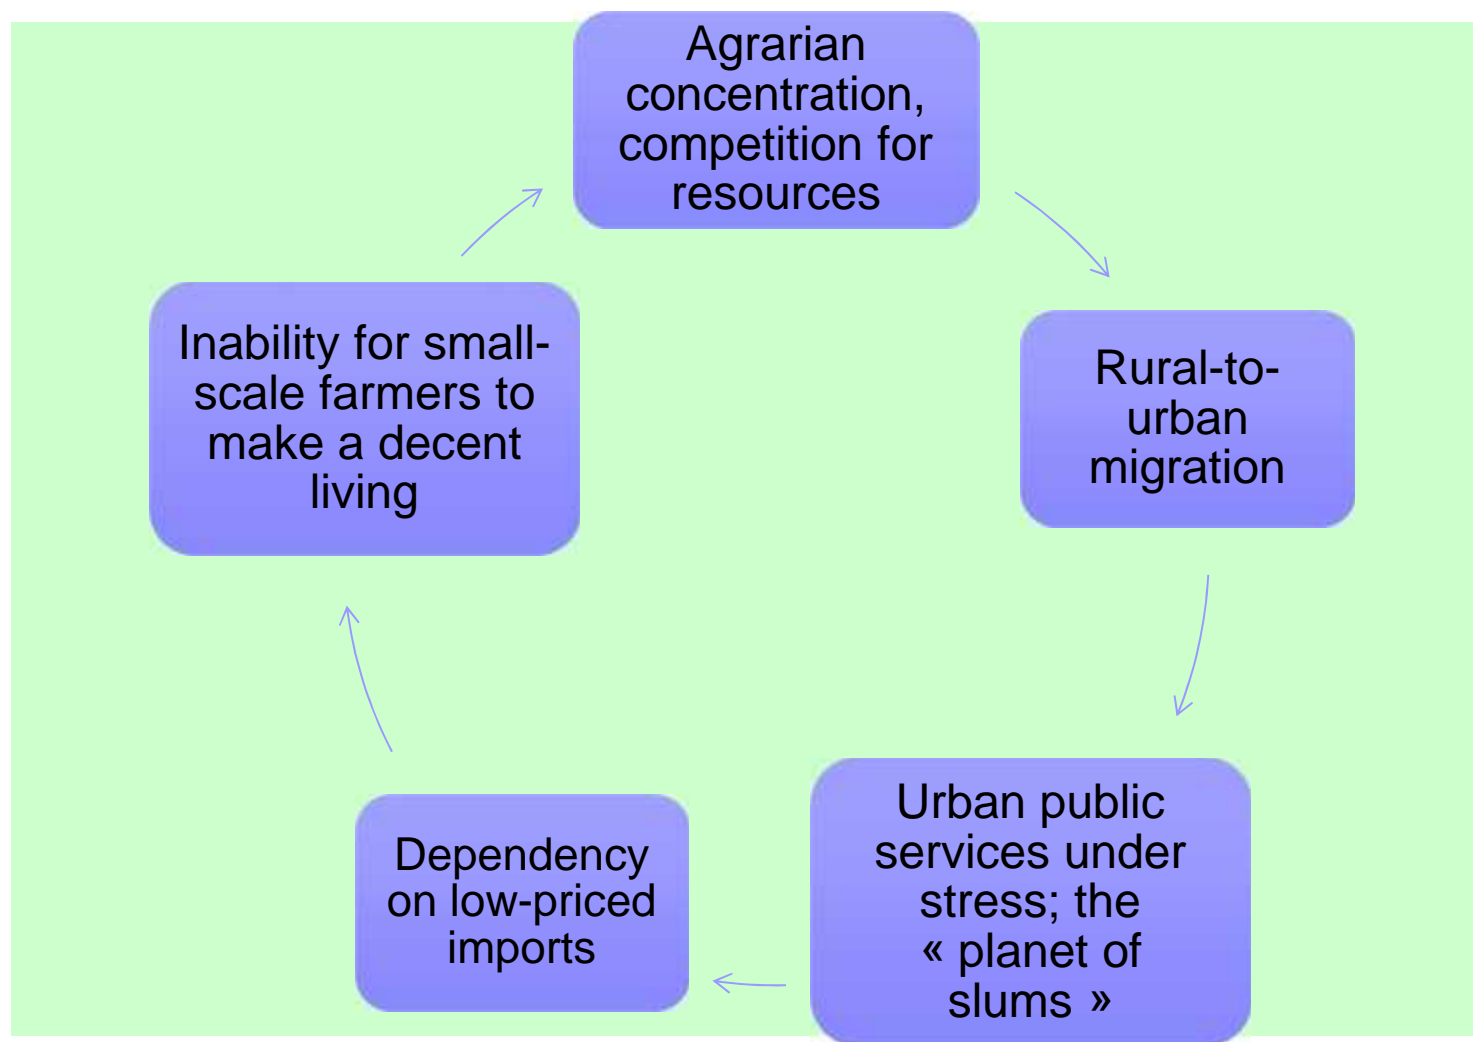 Agrarian
concentration,
competition for
resources
Rural-to-
urban
migration
Urban public
services under
stress; the
« planet of
slums »
Dependency
on low-priced
imports
Inability for small-
scale farmers to
make a decent
living